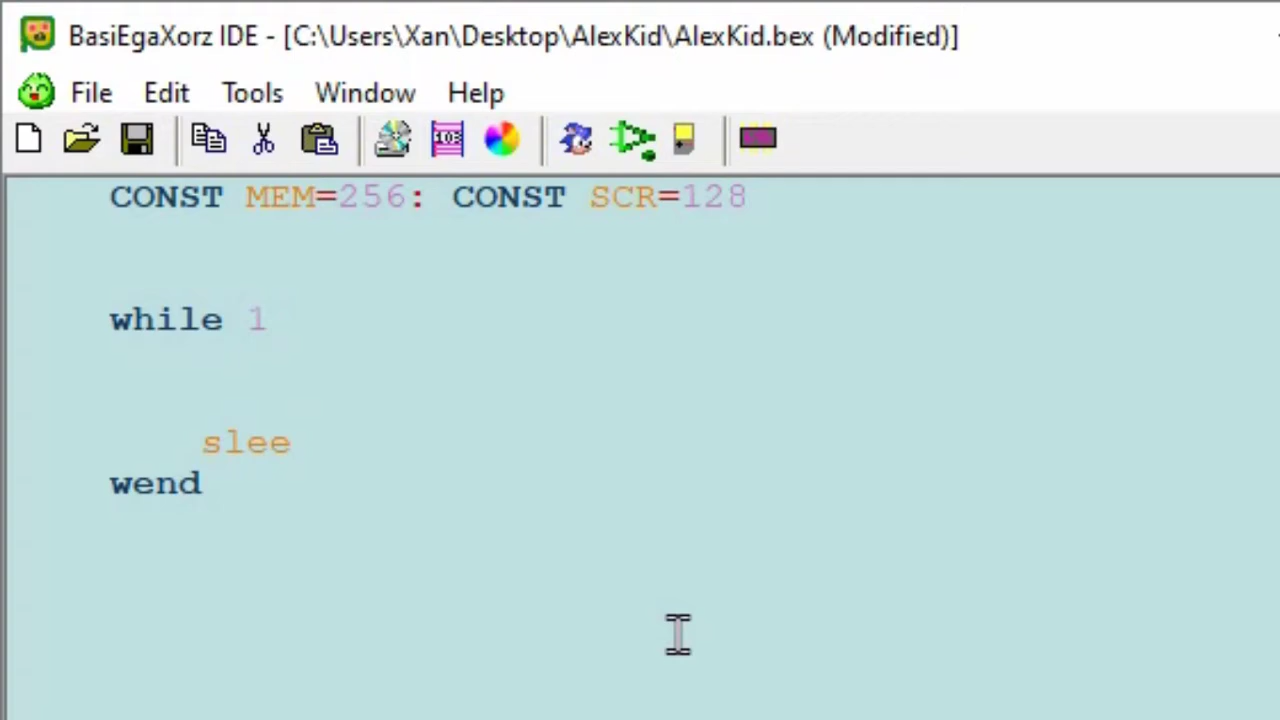 BasiEgaXorz IDE - [C:\Users\Xan\Desktop\AlexKid\AlexKid.bex (Modified)]
File Edit Tools Window Help
103
CONST MEM=256: CONST SCR=128
while 1
slee
wend